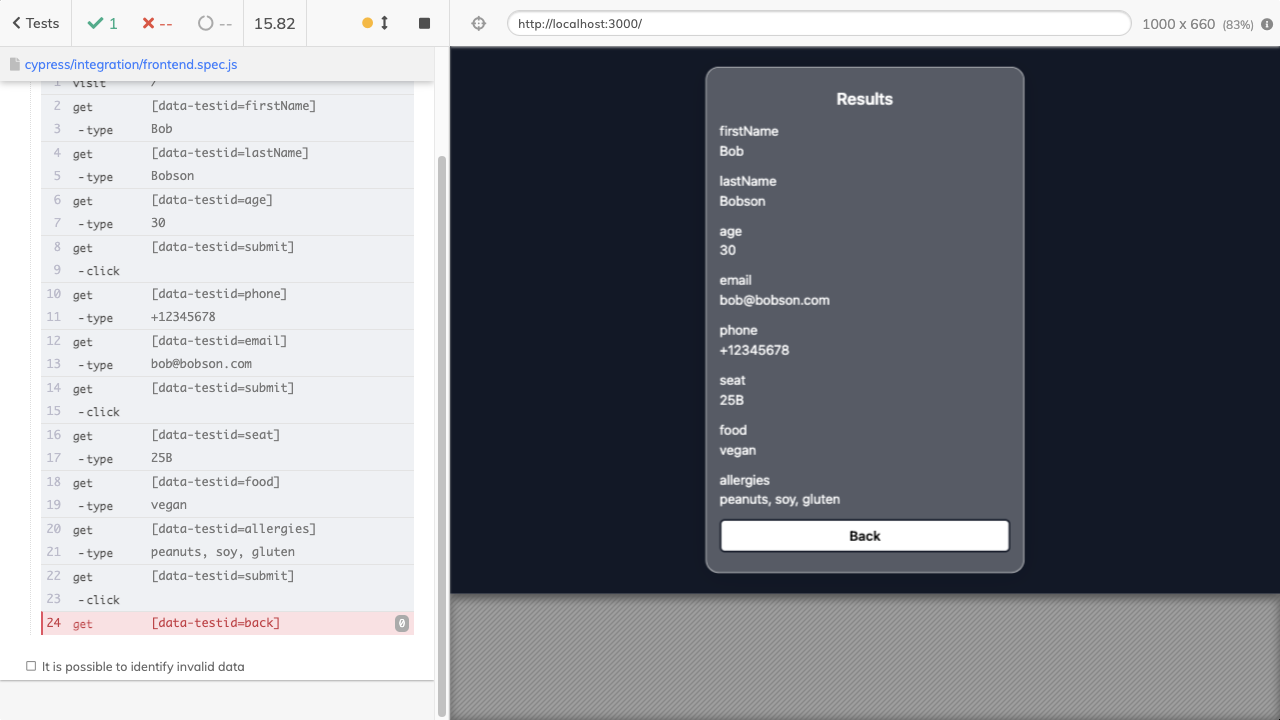 Tests
1
--
--
15.82
http://localhost:3000/
1000 x 660 (83%)
cypress/integration/frontend.spec.js
1 visit /
2 get [data-testid=firstName]
3 -type Bob
4 get [data-testid=lastName]
5 -type Bobson
6 get [data-testid=age]
7 -type 30
8 get [data-testid=submit]
9 -click
10 get [data-testid=phone]
11 -type +12345678
12 get [data-testid=email]
13 -type bob@bobson.com
14 get [data-testid=submit]
15 -click
16 get [data-testid=seat]
17 -type 25B
18 get [data-testid=food]
19 -type vegan
20 get [data-testid=allergies]
21 -type peanuts, soy, gluten
22 get [data-testid=submit]
23 -click
24 get [data-testid=back] 0
It is possible to identify invalid data
Results
firstName
Bob
lastName
Bobson
age
30
email
bob@bobson.com
phone
+12345678
seat
25B
food
vegan
allergies
peanuts, soy, gluten
Back